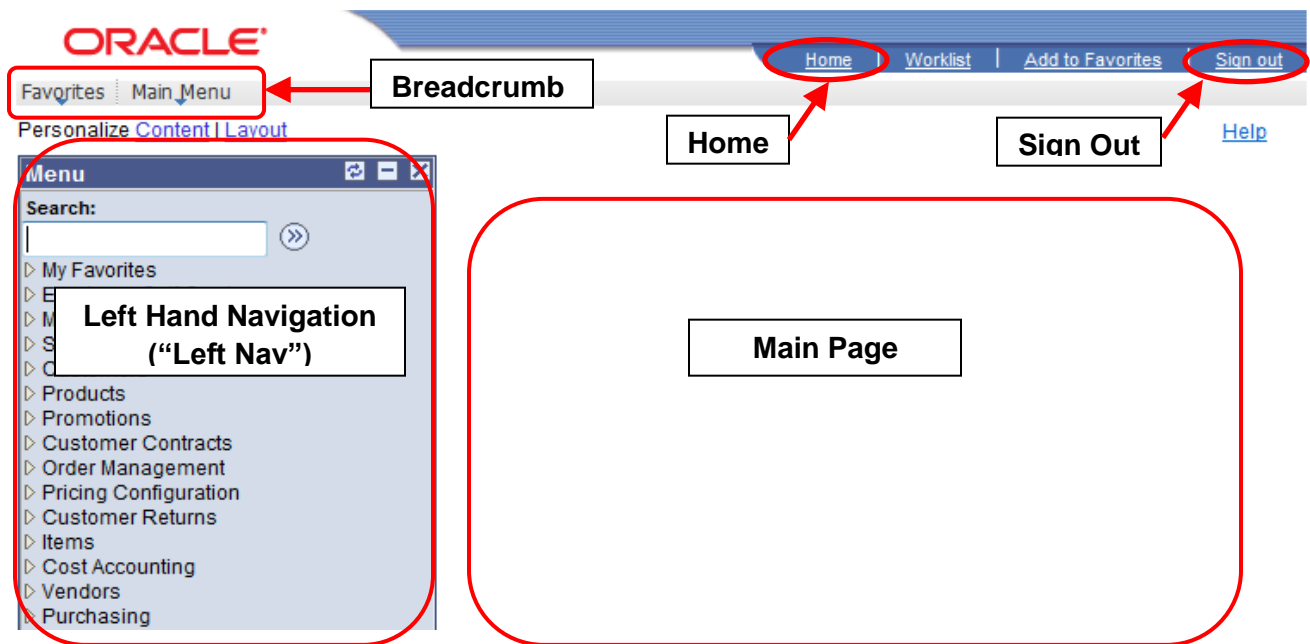 ORACLE
Home | Worklist | Add to Favorites | Sign out
Favorites Main Menu
Breadcrumb
Personalize Content | Layout
Home
Sign Out
Help
Menu
Search:
My Favorites
Left Hand Navigation
(“Left Nav”)
Main Page
Products
Promotions
Customer Contracts
Order Management
Pricing Configuration
Customer Returns
Items
Cost Accounting
Vendors
Purchasing